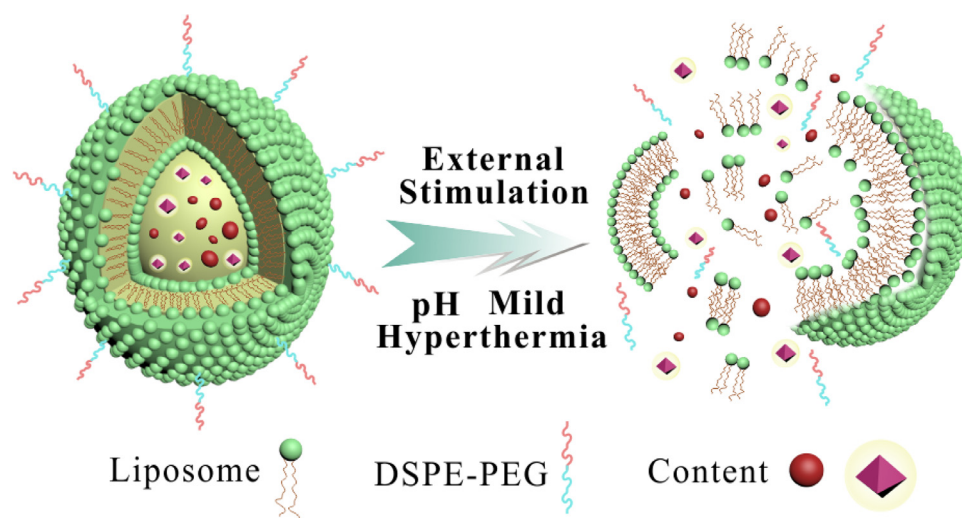 External
Stimulation
pH Mild
Hyperthermia
Liposome
DSPE-PEG
Content